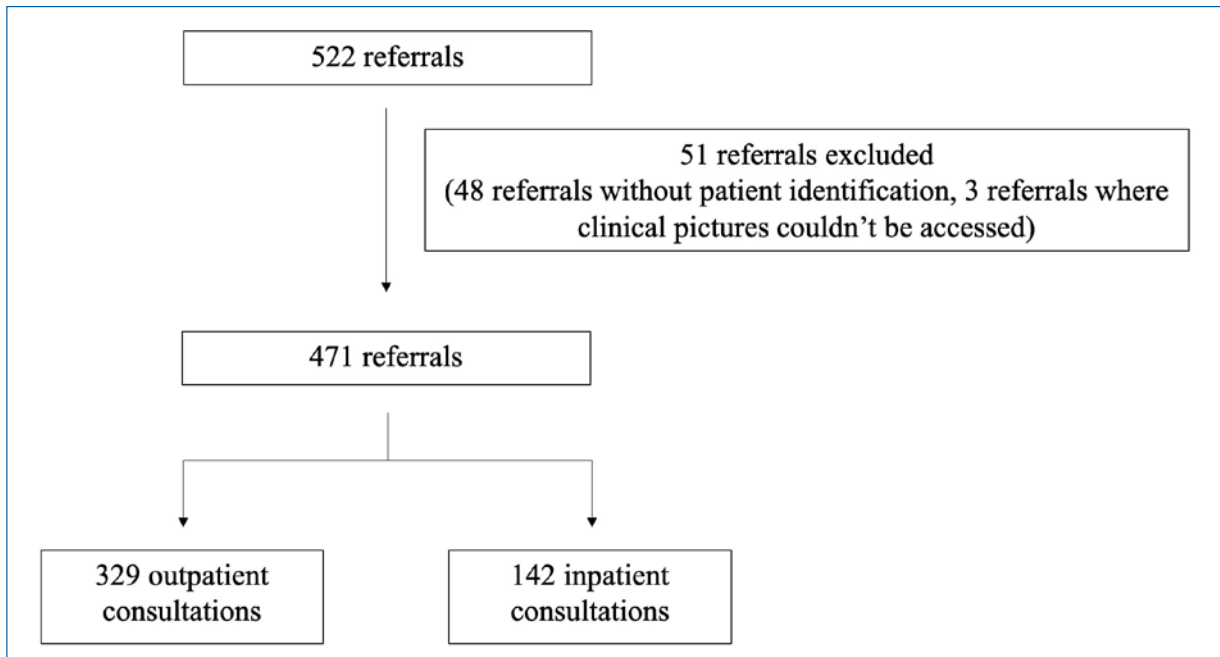 522 referrals
51 referrals excluded
(48 referrals without patient identification, 3 referrals where
clinical pictures couldn’t be accessed)
471 referrals
329 outpatient
consultations
142 inpatient
consultations